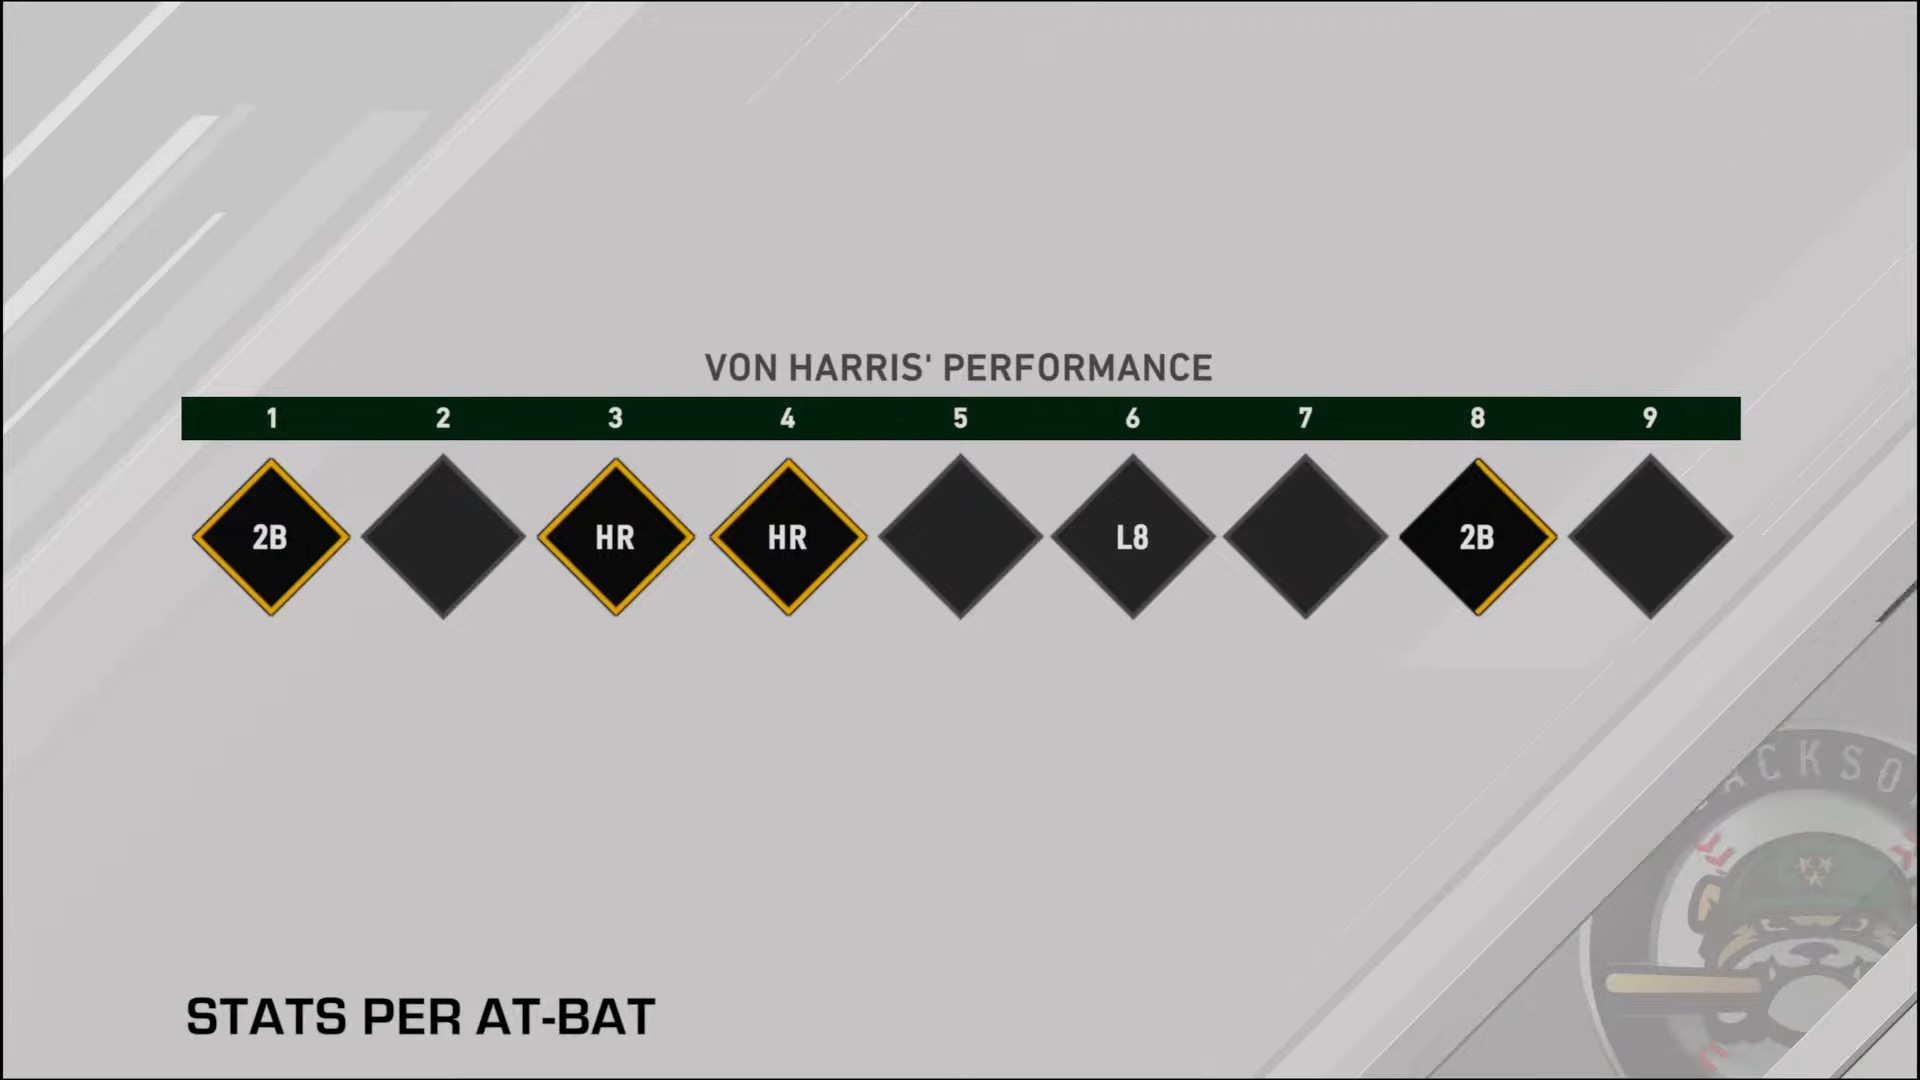 VON HARRIS' PERFORMANCE
1 2 3 4 5 6 7 8 9
2B HR HR L8 2B
STATS PER AT-BAT